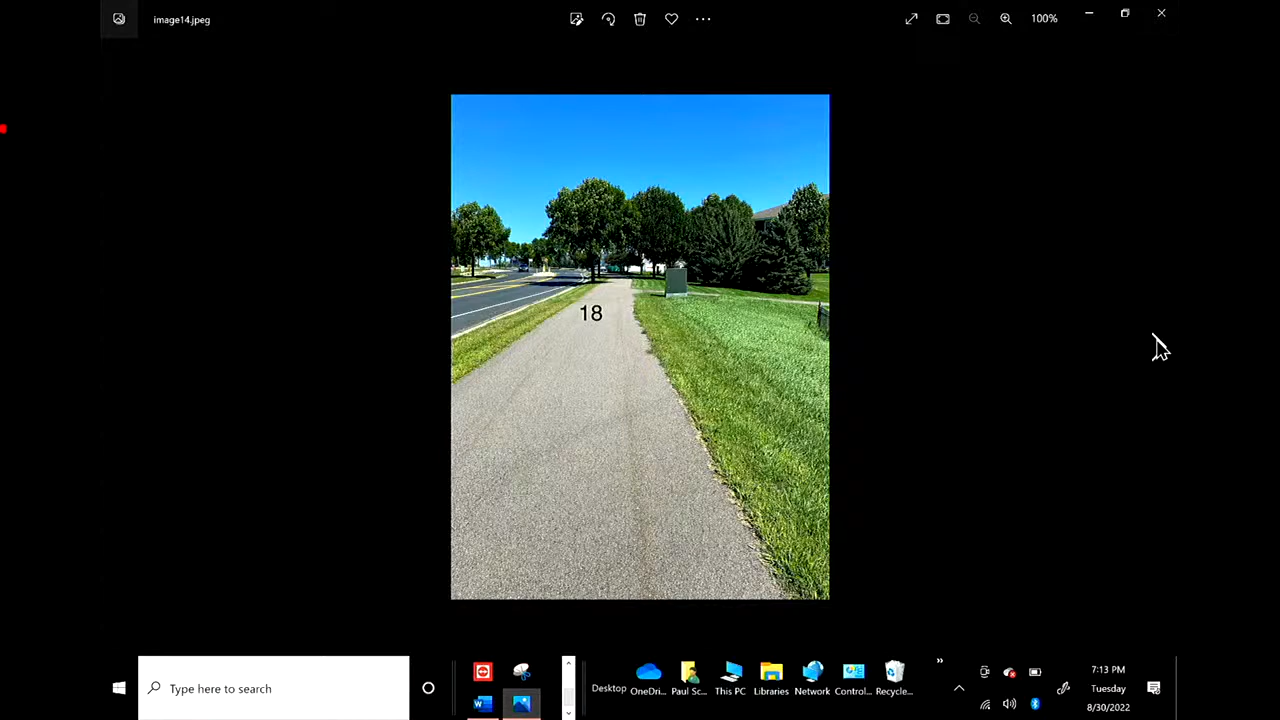 image14.jpeg
100%
18
Type here to search
Desktop
OneDri...
Paul Sc...
This PC
Libraries
Network
Control...
Recycle...
7:13 PM
Tuesday
8/30/2022